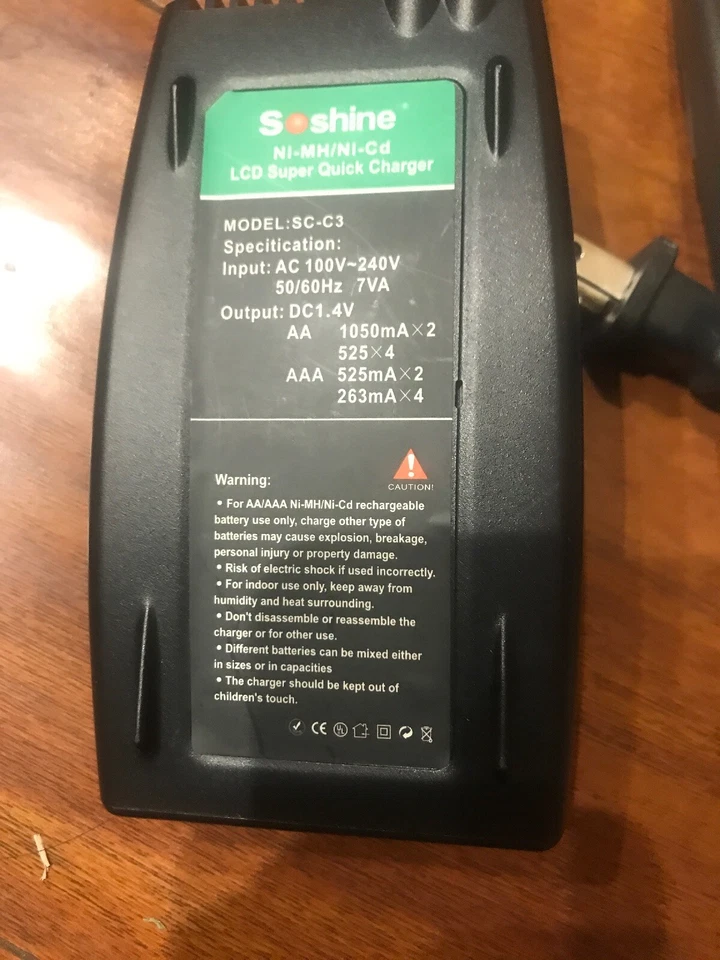 Soshine
NI-MH/NI-Cd
LCD Super Quick Charger
MODEL:SC-C3
Specitication:
Input: AC 100V~240V
50/60Hz 7VA
Output: DC1.4V
AA 1050mA×2
525×4
AAA 525mA×2
263mA×4
CAUTION!
Warning:
• For AA/AAA Ni-MH/Ni-Cd rechargeable
battery use only, charge other type of
batteries may cause explosion, breakage,
personal injury or property damage.
• Risk of electric shock if used incorrectly.
• For indoor use only, keep away from
humidity and heat surrounding.
• Don't disassemble or reassemble the
charger or for other use.
• Different batteries can be mixed either
in sizes or in capacities
• The charger should be kept out of
children's touch.
CE UL